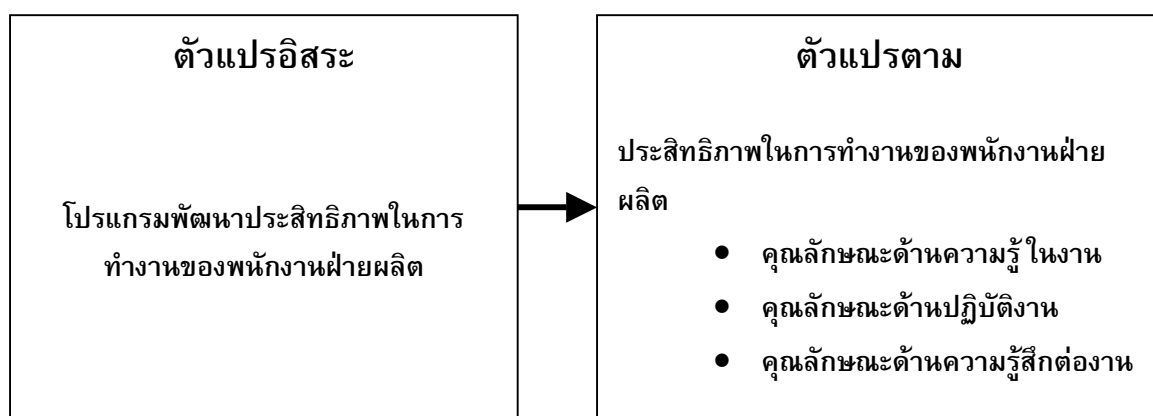 ตัวแปรอิสระ
โปรแกรมพัฒนาประสิทธิภาพในการ
ทำงานของพนักงานฝ่ายผลิต
ตัวแปรตาม
ประสิทธิภาพในการทำงานของพนักงานฝ่าย
ผลิต
● คุณลักษณะด้านความรู้ในงาน
● คุณลักษณะด้านปฏิบัติงาน
● คุณลักษณะด้านความรู้สึกต่องาน